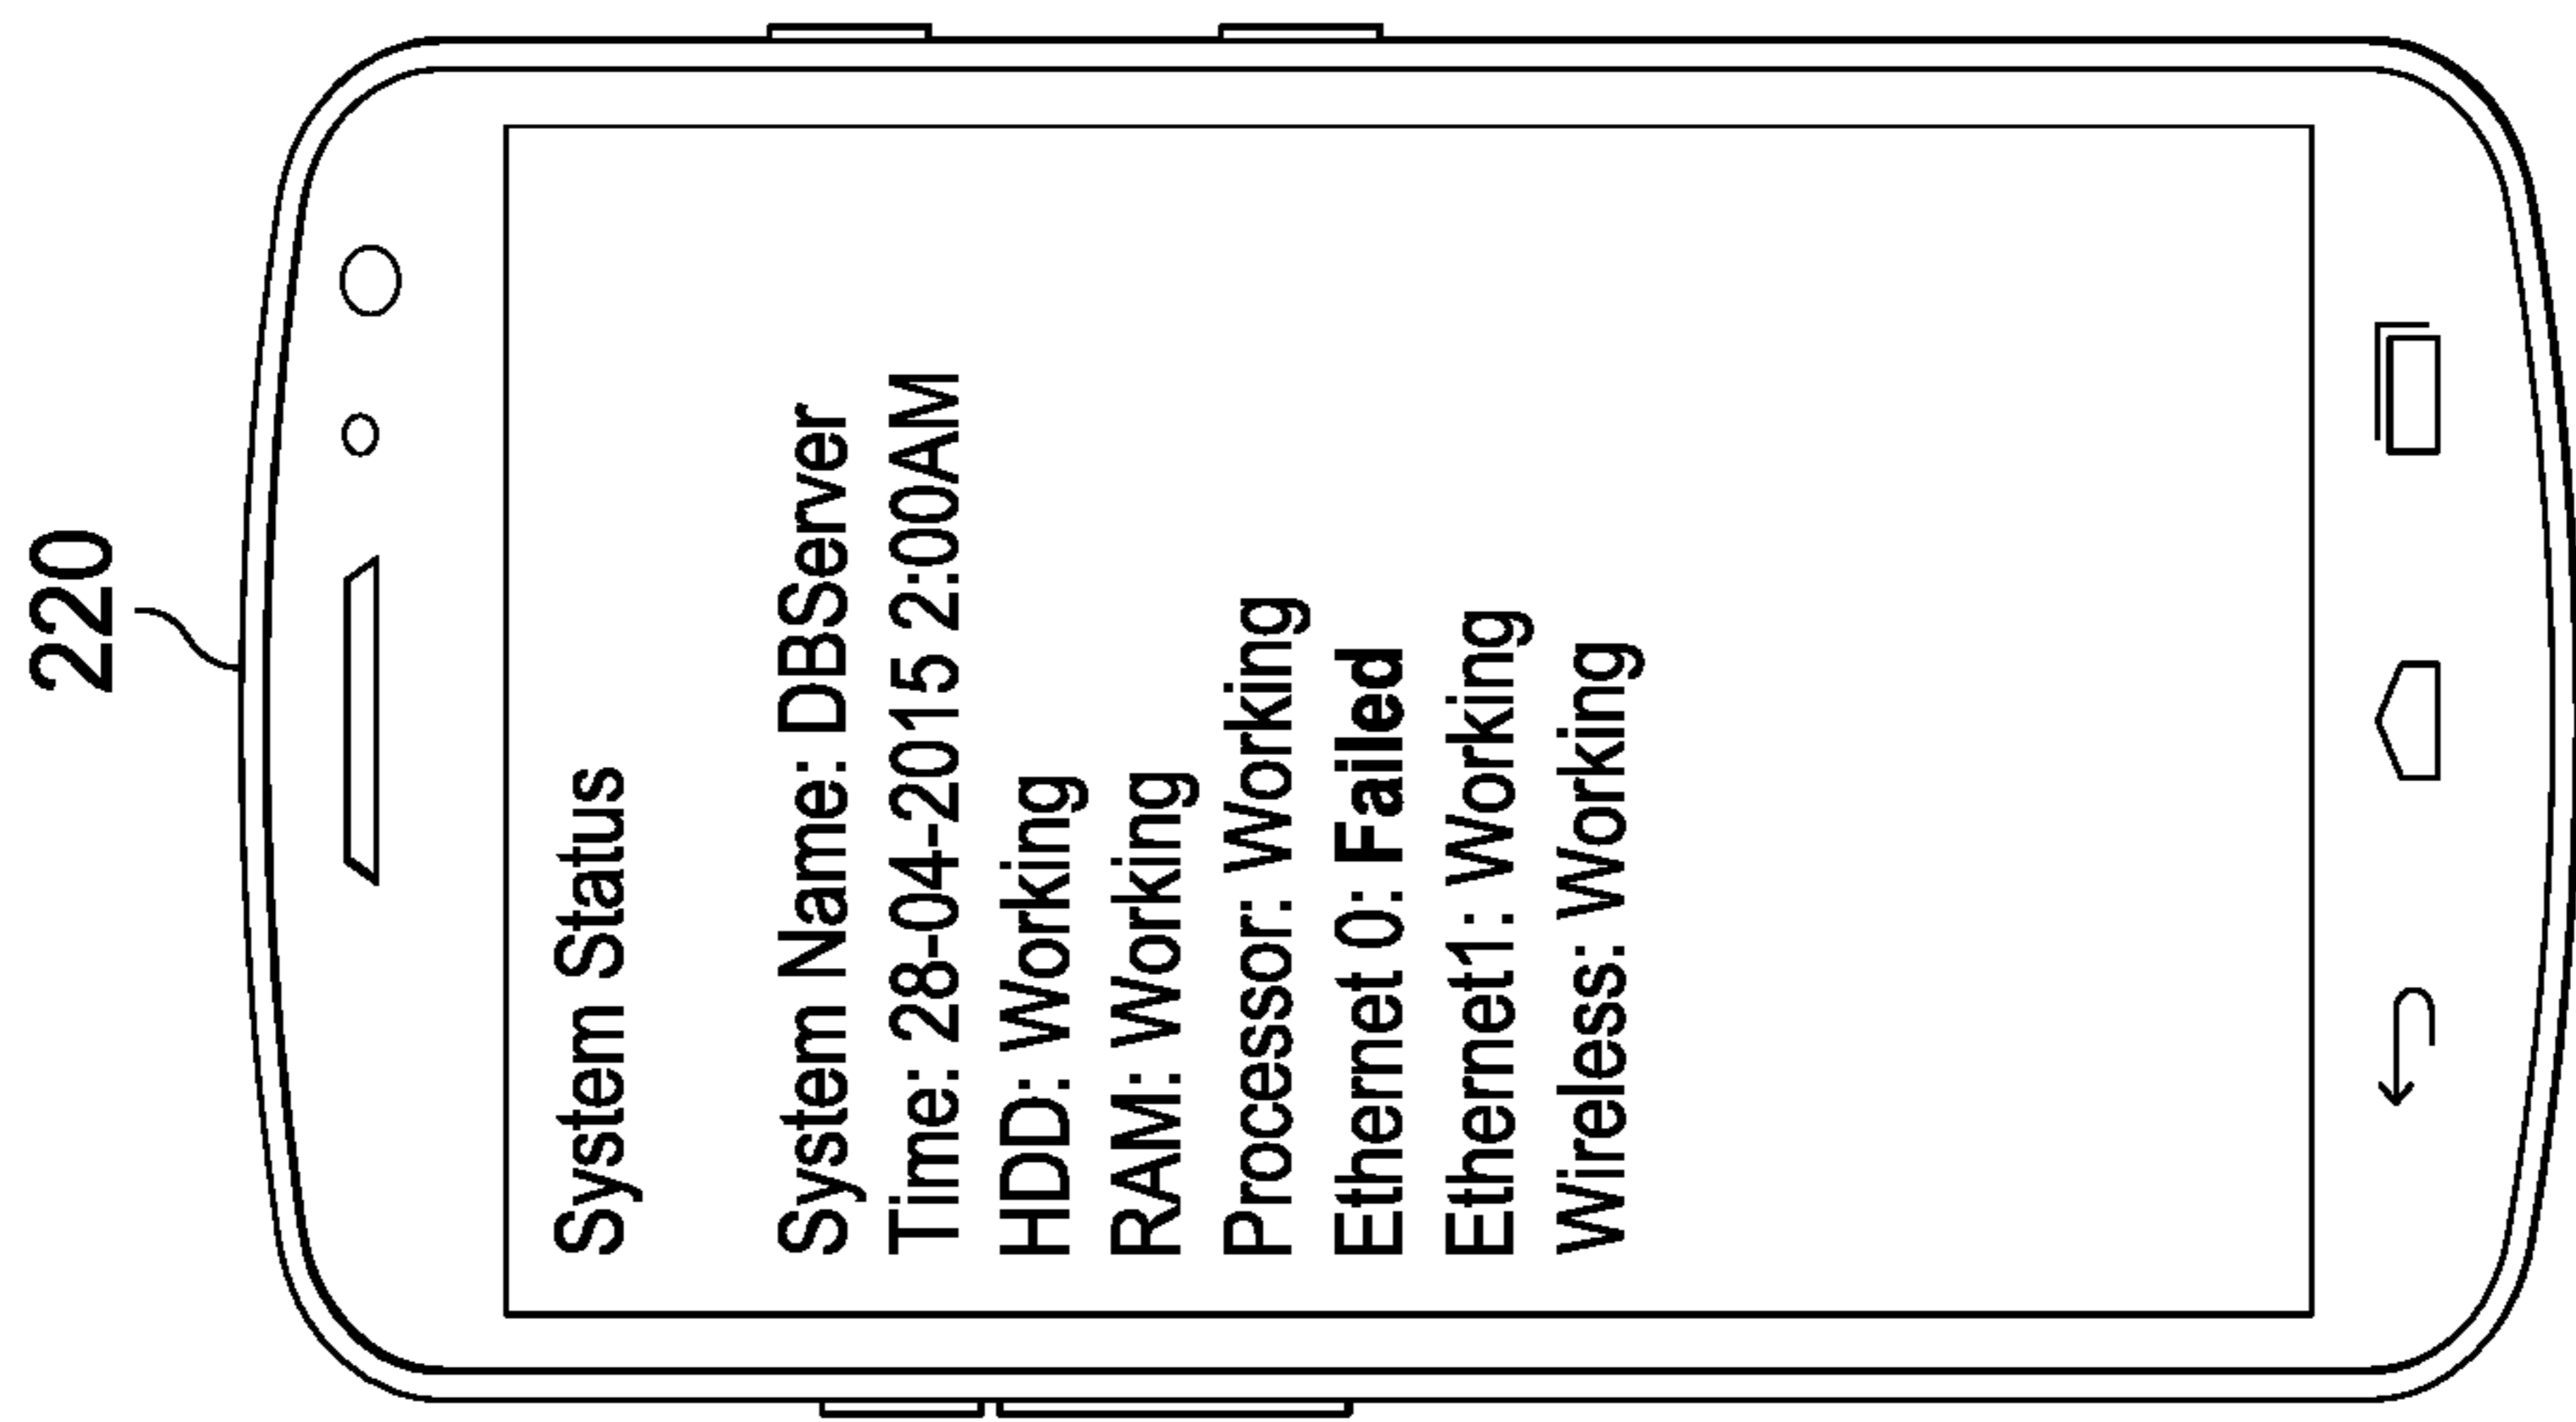 220
System Status
System Name: DBServer
Time: 28-04-2015 2:00AM
HDD: Working
RAM: Working
Processor: Working
Ethernet 0: Failed
Ethernet1: Working
Wireless: Working